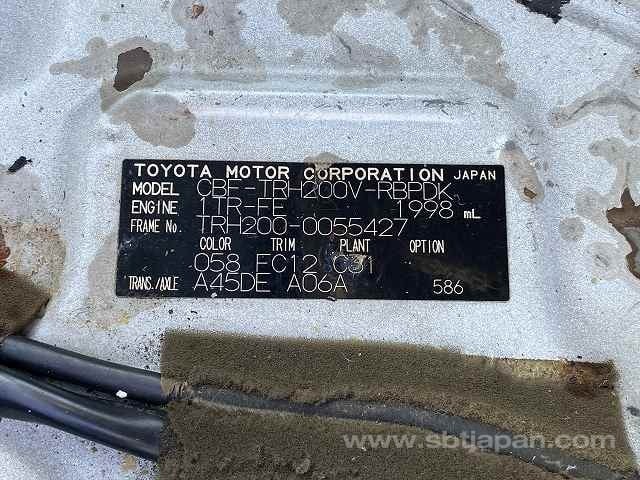 TOYOTA MOTOR CORPORATION JAPAN
MODEL CBF-TRH200V-RBPDK
ENGINE 1TR-FE 1998 mL
FRAME No. TRH200-0055427
COLOR TRIM PLANT OPTION
058 FC12 C31
TRANS./AXLE A45DE A06A 586
www.sbtjapan.com